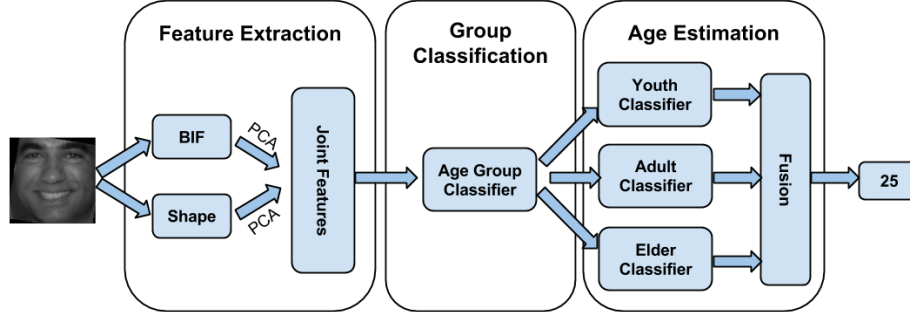 Feature Extraction
Group
Classification
Age Estimation
BIF
PCA
Shape
PCA
Joint Features
Age Group
Classifier
Youth
Classifier
Adult
Classifier
Elder
Classifier
Fusion
25